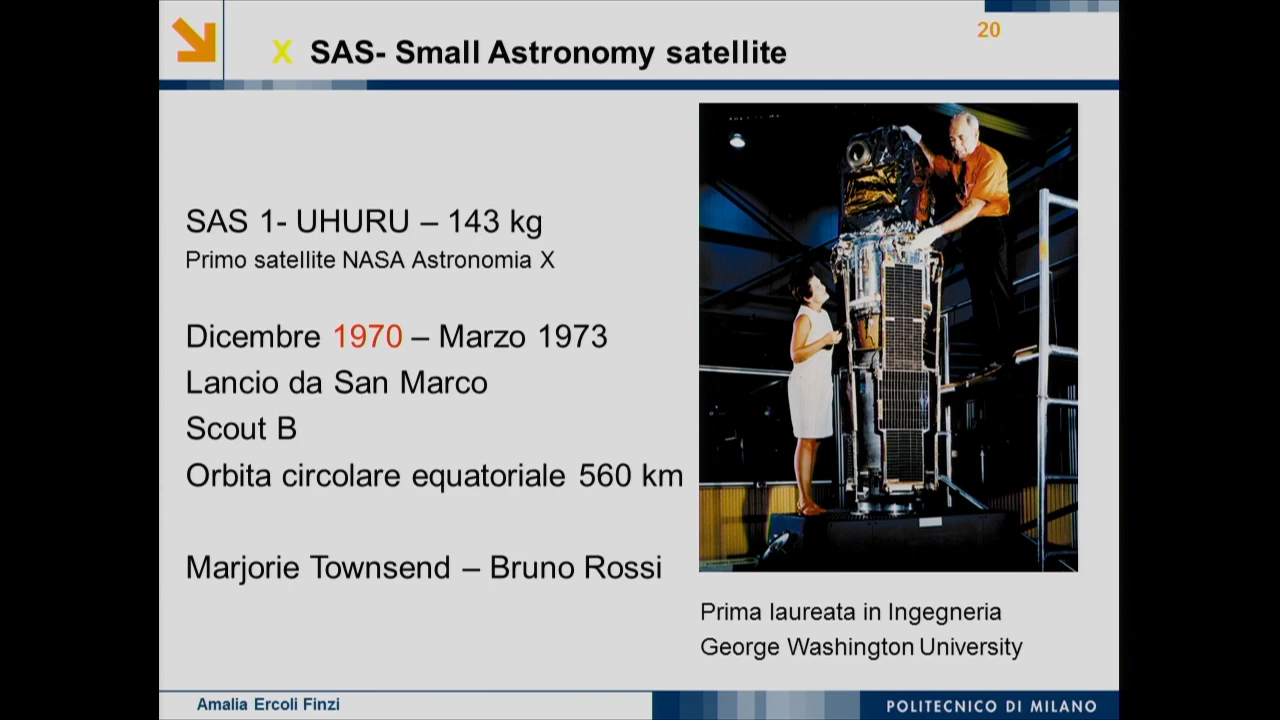 20
X SAS- Small Astronomy satellite
SAS 1- UHURU – 143 kg
Primo satellite NASA Astronomia X
Dicembre 1970 – Marzo 1973
Lancio da San Marco
Scout B
Orbita circolare equatoriale 560 km
Marjorie Townsend – Bruno Rossi
Prima laureata in Ingegneria
George Washington University
Amalia Ercoli Finzi
POLITECNICO DI MILANO